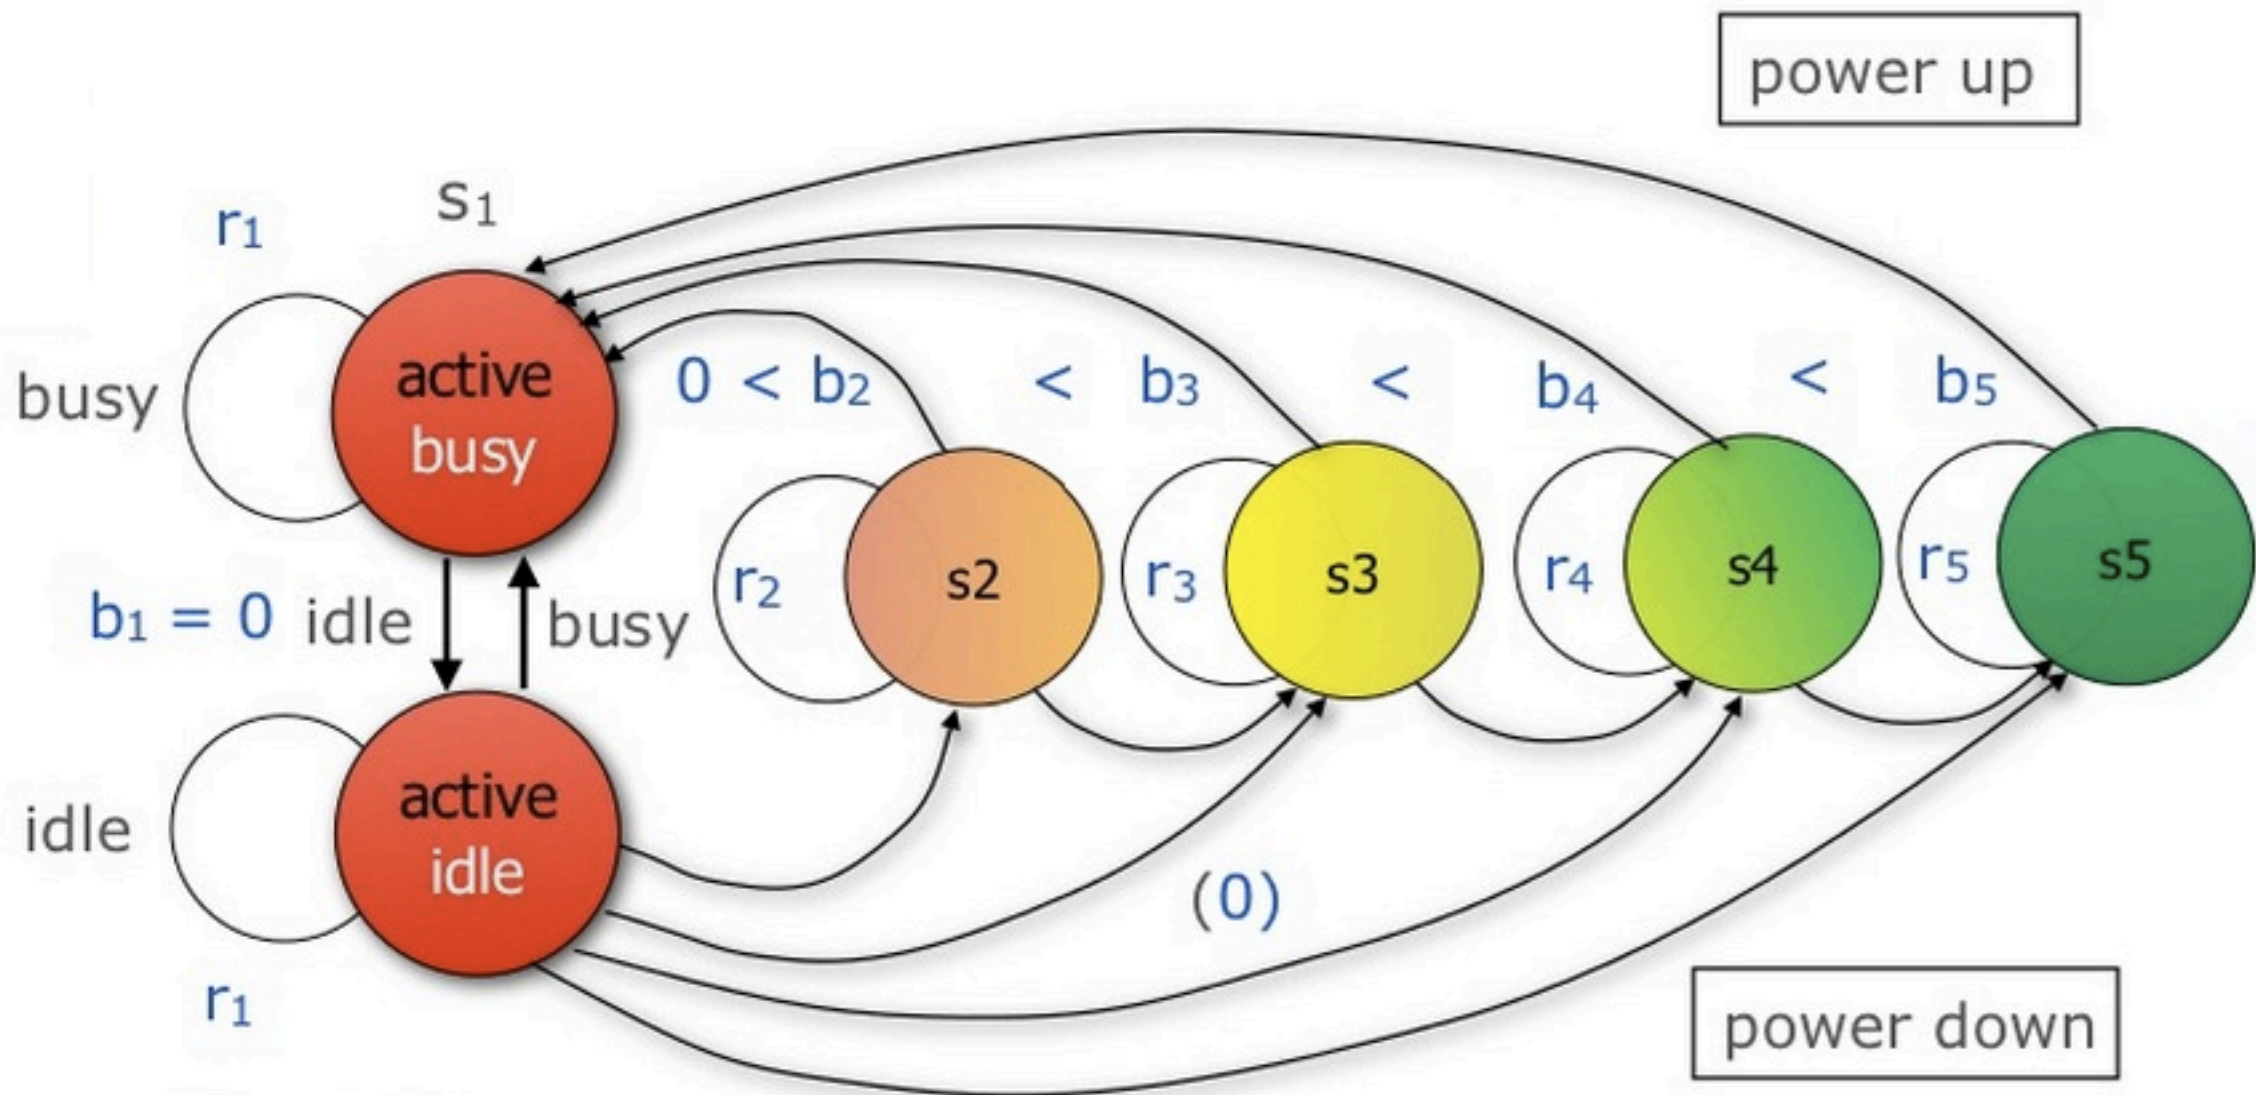 power up
s₁
r₁
active
busy
busy
0 < b₂ < b₃ < b₄ < b₅
r₂
s2
r₃
s3
r₄
s4
r₅
s5
b₁ = 0
idle
busy
active
idle
idle
r₁
(0)
power down